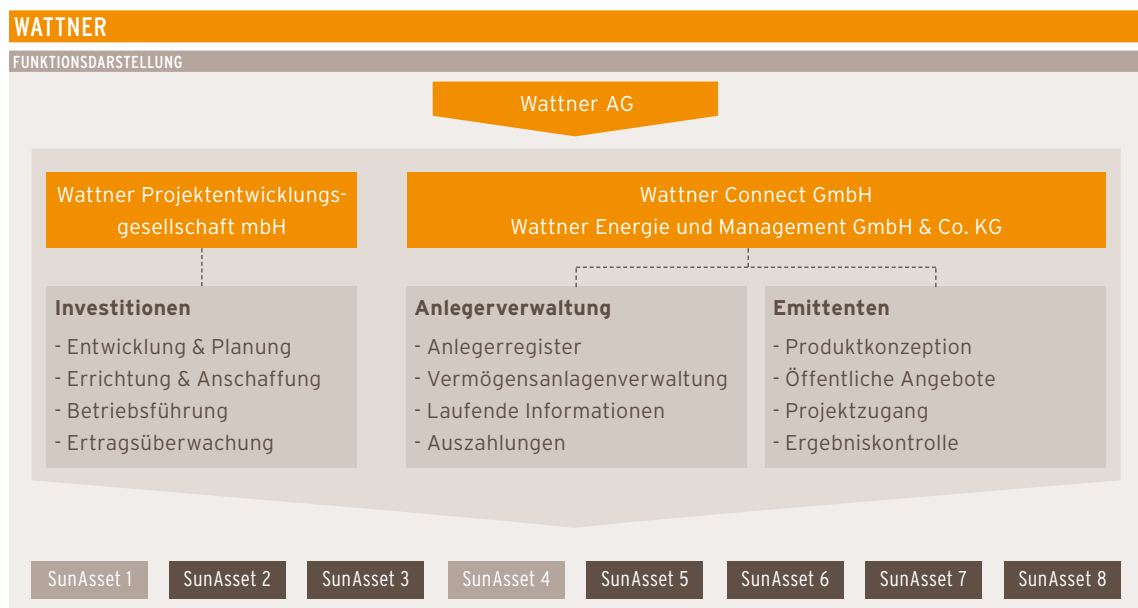 WATTNER
FUNKTIONSDARSTELLUNG
Wattner AG
Wattner Projektentwicklungs-
gesellschaft mbH
Wattner Connect GmbH
Wattner Energie und Management GmbH & Co. KG
Investitionen
- Entwicklung & Planung
- Errichtung & Anschaffung
- Betriebsführung
- Ertragsüberwachung
Anlegerverwaltung
- Anlegerregister
- Vermögensanlagenverwaltung
- Laufende Informationen
- Auszahlungen
Emittenten
- Produktkonzeption
- Öffentliche Angebote
- Projektzugang
- Ergebniskontrolle
SunAsset 1
SunAsset 2
SunAsset 3
SunAsset 4
SunAsset 5
SunAsset 6
SunAsset 7
SunAsset 8